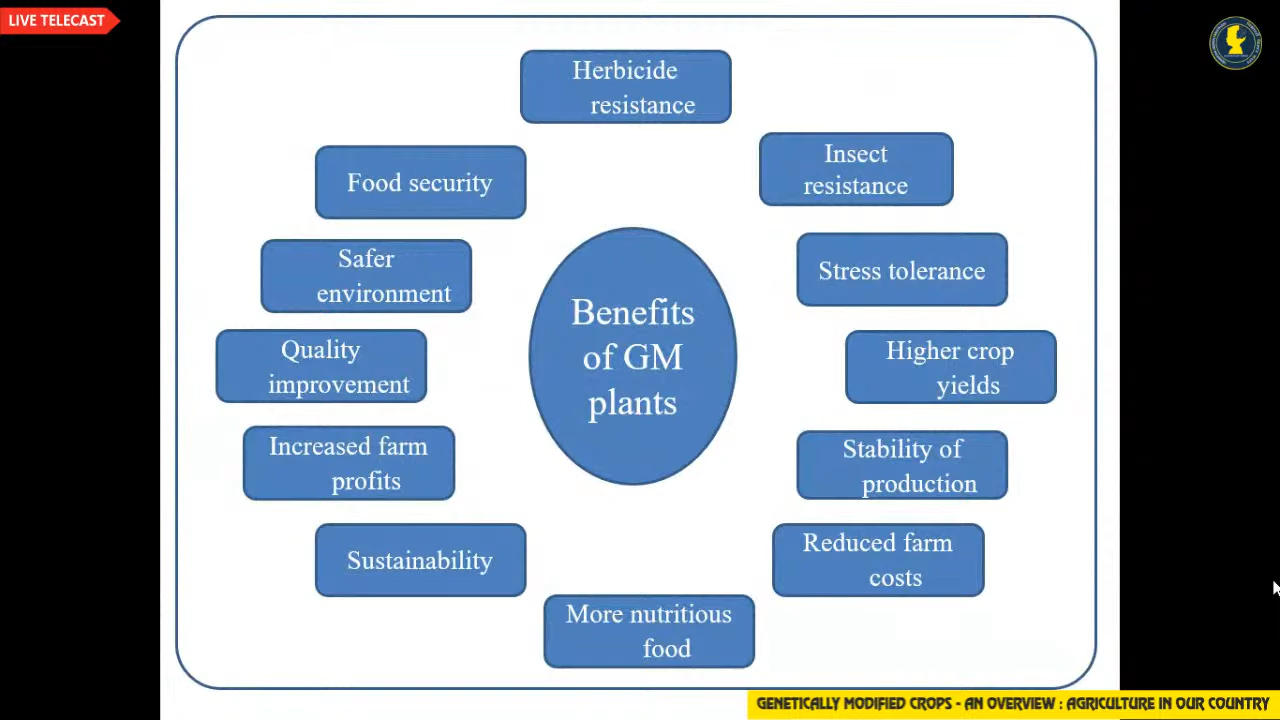 LIVE TELECAST
Herbicide
resistance
Insect
resistance
Food security
Stress tolerance
Safer
environment
Benefits
of GM
plants
Quality
improvement
Higher crop
yields
Increased farm
profits
Stability of
production
Sustainability
Reduced farm
costs
More nutritious
food
GENETICALLY MODIFIED CROPS - AN OVERVIEW : AGRICULTURE IN OUR COUNTRY